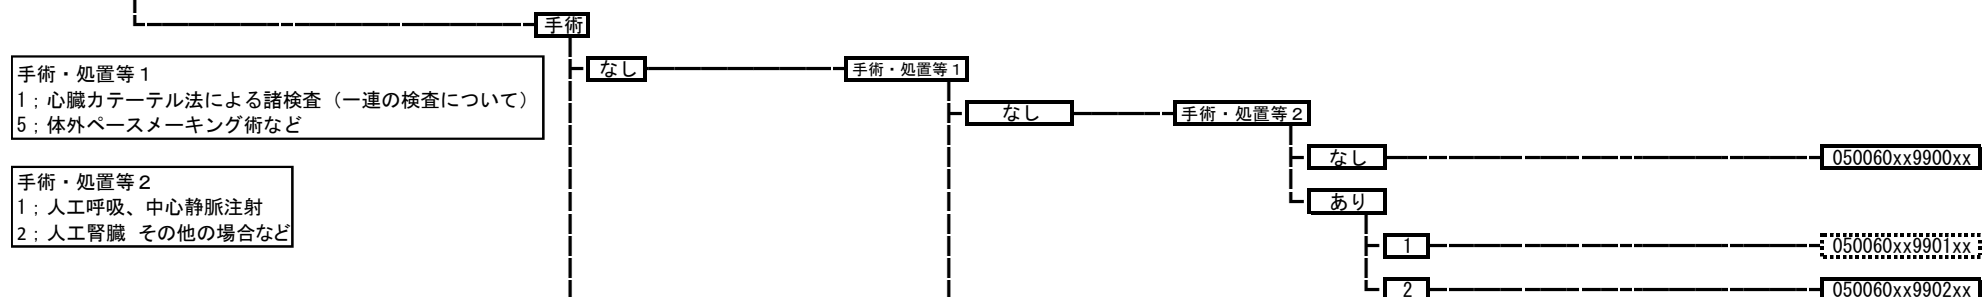 手術
手術・処置等1
1；心臓カテーテル法による諸検査（一連の検査について）
5；体外ペースメーキング術など
なし
手術・処置等1
なし
手術・処置等2
手術・処置等2
1；人工呼吸、中心静脈注射
2；人工腎臓 その他の場合など
なし
050060xx9900xx
あり
1
050060xx9901xx
2
050060xx9902xx